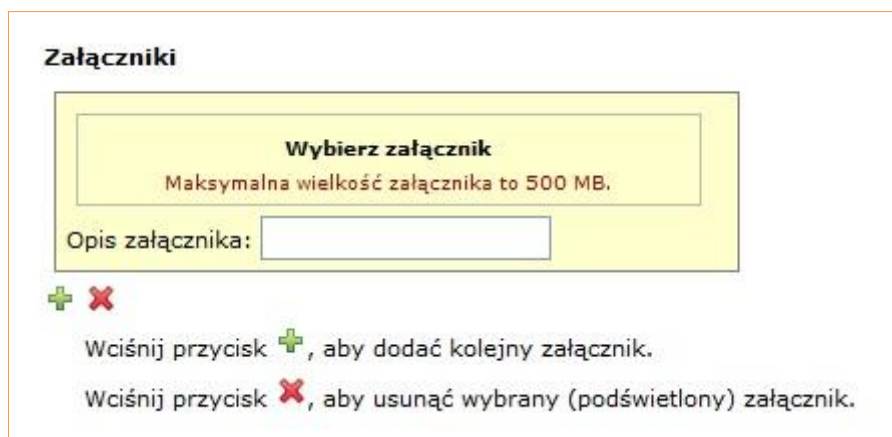 Załączniki
Wybierz załącznik
Maksymalna wielkość załącznika to 500 MB.
Opis załącznika:
Wciśnij przycisk , aby dodać kolejny załącznik.
Wciśnij przycisk , aby usunąć wybrany (podświetlony) załącznik.